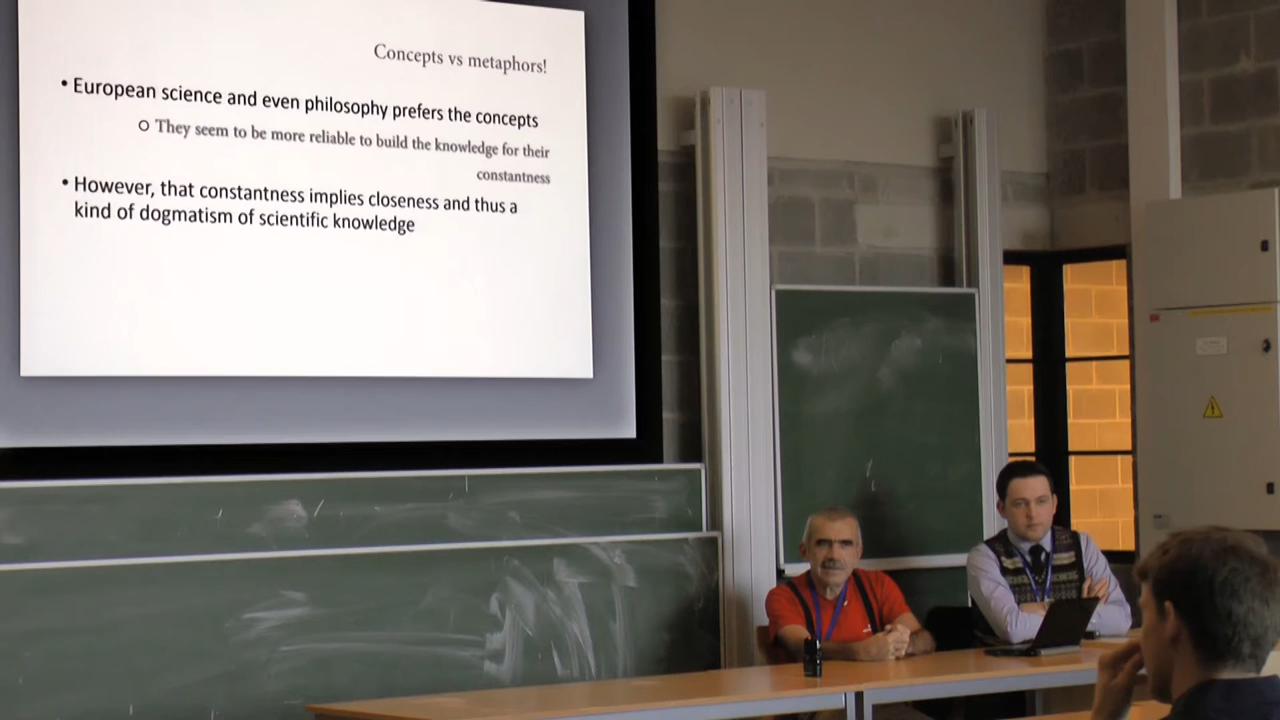 Concepts vs metaphors!
• European science and even philosophy prefers the concepts
○ They seem to be more reliable to build the knowledge for their
constantness
• However, that constantness implies closeness and thus a
kind of dogmatism of scientific knowledge